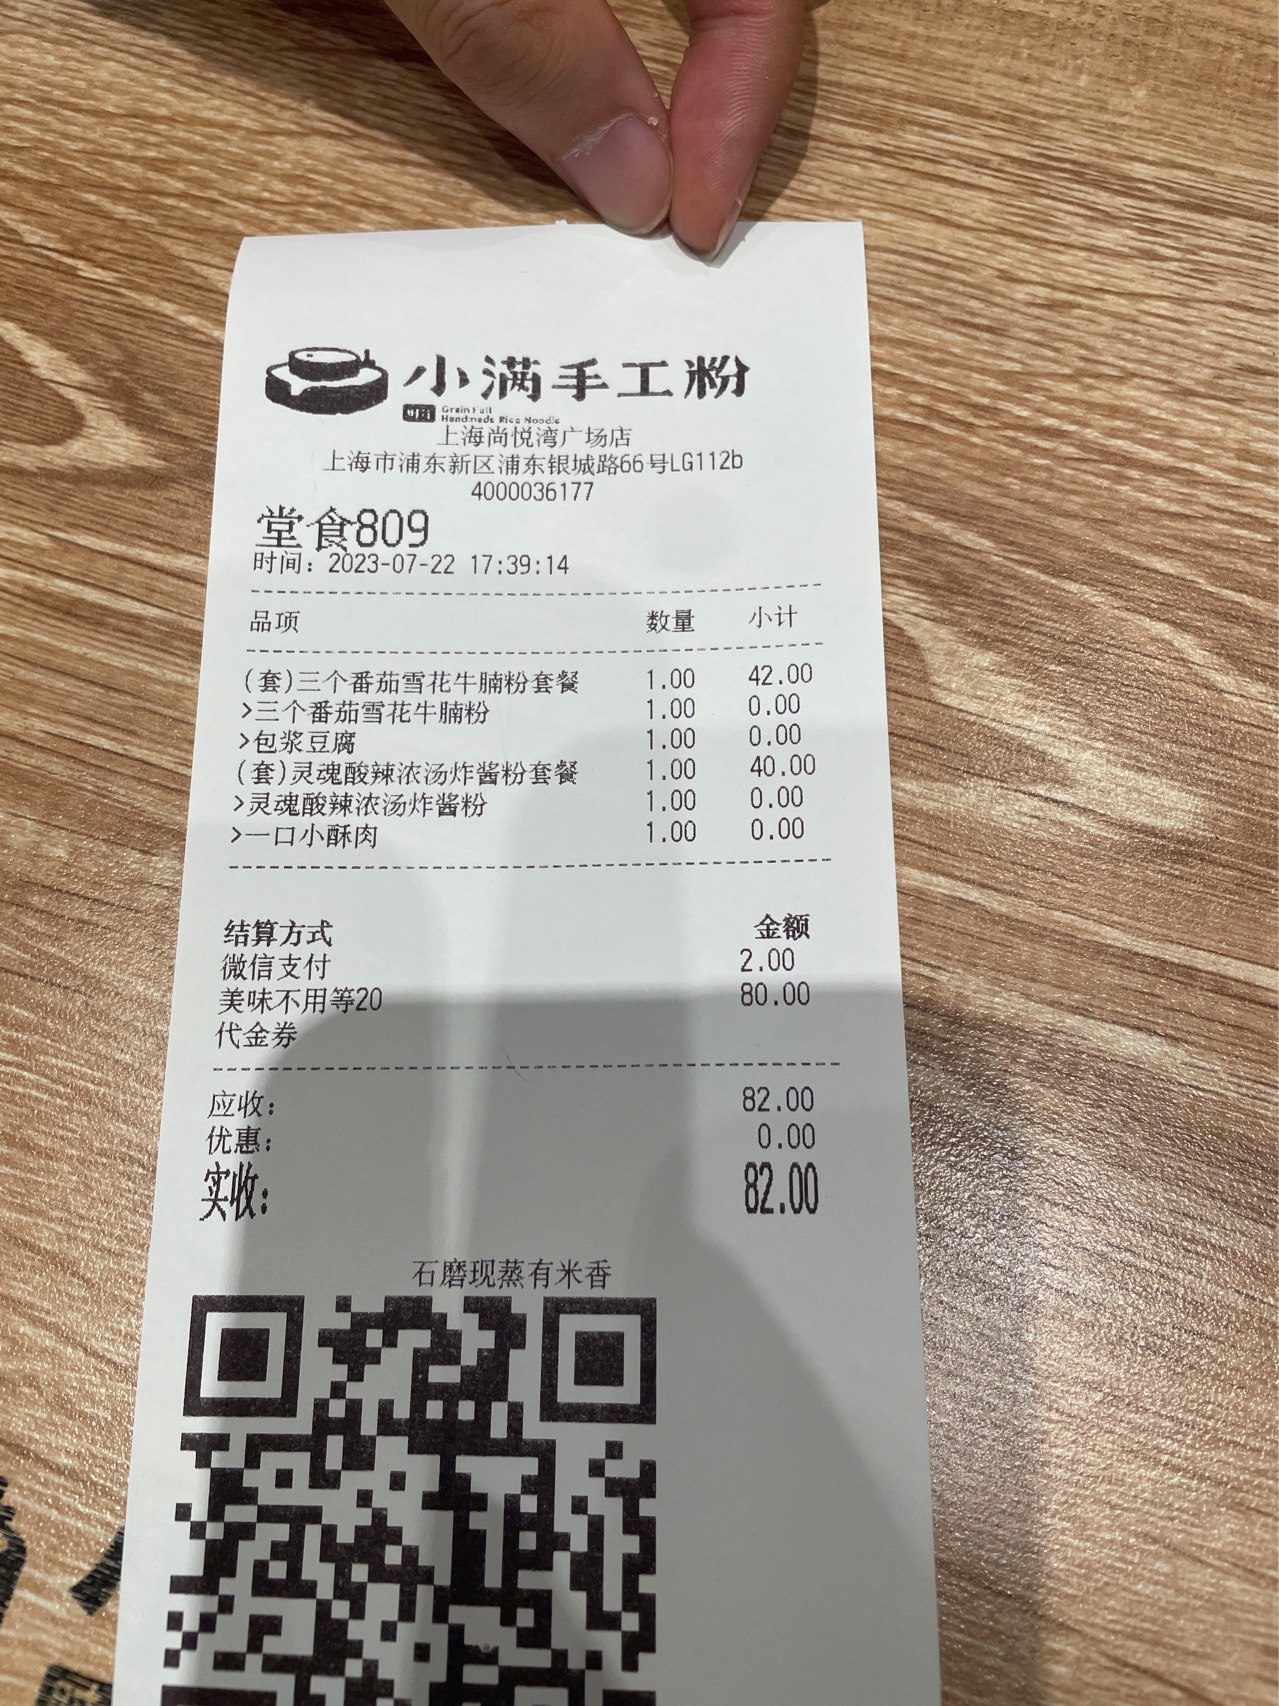 小满手工粉
Grain Full
Handmade Rice Noodle
上海尚悦湾广场店
上海市浦东新区浦东银城路66号LG112b
4000036177
堂食809
时间：2023-07-22 17:39:14
品项 数量 小计
(套)三个番茄雪花牛腩粉套餐 1.00 42.00
>三个番茄雪花牛腩粉 1.00 0.00
>包浆豆腐 1.00 0.00
(套)灵魂酸辣浓汤炸酱粉套餐 1.00 40.00
>灵魂酸辣浓汤炸酱粉 1.00 0.00
>一口小酥肉 1.00 0.00
结算方式 金额
微信支付 2.00
美味不用等20 80.00
代金券
应收： 82.00
优惠： 0.00
实收： 82.00
石磨现蒸有米香